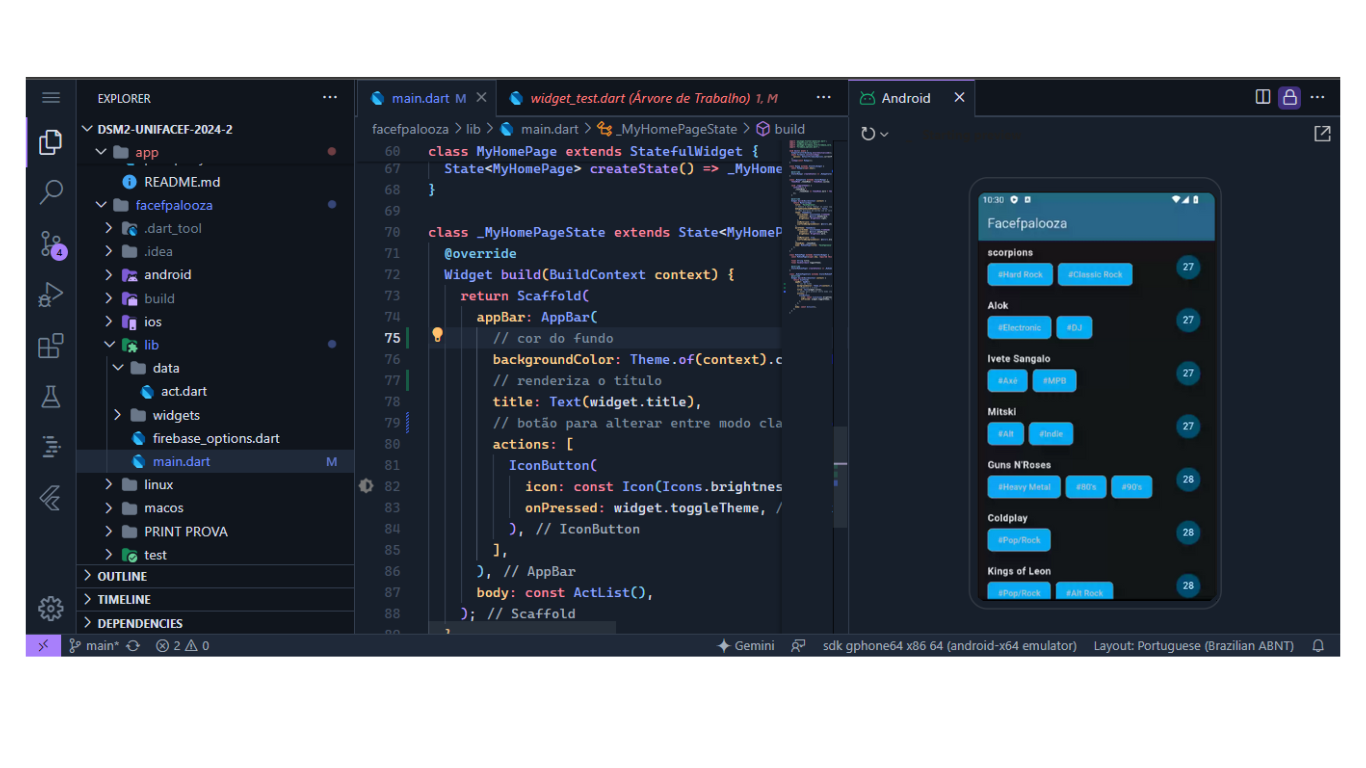 EXPLORER
DSM2-UNIFACEF-2024-2
app
README.md
facefpalooza
.dart_tool
.idea
android
build
ios
lib
data
act.dart
widgets
firebase_options.dart
main.dart M
linux
macos
PRINT PROVA
test
OUTLINE
TIMELINE
DEPENDENCIES
4
main.dart M
widget_test.dart (Árvore de Trabalho) 1, M
facefpalooza > lib > main.dart > _MyHomePageState > build
60 class MyHomePage extends StatefulWidget {
67 State<MyHomePage> createState() => _MyHome
68 }
69
70 class _MyHomePageState extends State<MyHomeP
71 @override
72 Widget build(BuildContext context) {
73 return Scaffold(
74 appBar: AppBar(
75 // cor do fundo
76 backgroundColor: Theme.of(context).c
77 // renderiza o título
78 title: Text(widget.title),
79 // botão para alterar entre modo cla
80 actions: [
81 IconButton(
82 icon: const Icon(Icons.brightnes
83 onPressed: widget.toggleTheme, /
84 ), // IconButton
85 ],
86 ), // AppBar
87 body: const ActList(),
88 ); // Scaffold
Android
10:30
Facefpalooza
scorpions
#Hard Rock #Classic Rock 27
Alok
#Electronic #DJ 27
Ivete Sangalo
#Axé #MPB 27
Mitski
#Alt #Indie 27
Guns N'Roses
#Heavy Metal #80's #90's 28
Coldplay
#Pop/Rock 28
Kings of Leon
#Pop/Rock #Alt Rock 28
main* 2 0
Gemini
sdk gphone64 x86 64 (android-x64 emulator)
Layout: Portuguese (Brazilian ABNT)